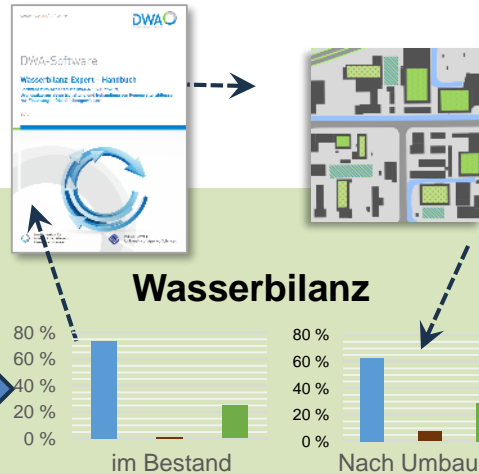 DWA
DWA-Software
Wasserbilanz-Expert - Handbuch
Wasserbilanz
80 %
60 %
40 %
20 %
0 %
im Bestand
80 %
60 %
40 %
20 %
0 %
Nach Umbau